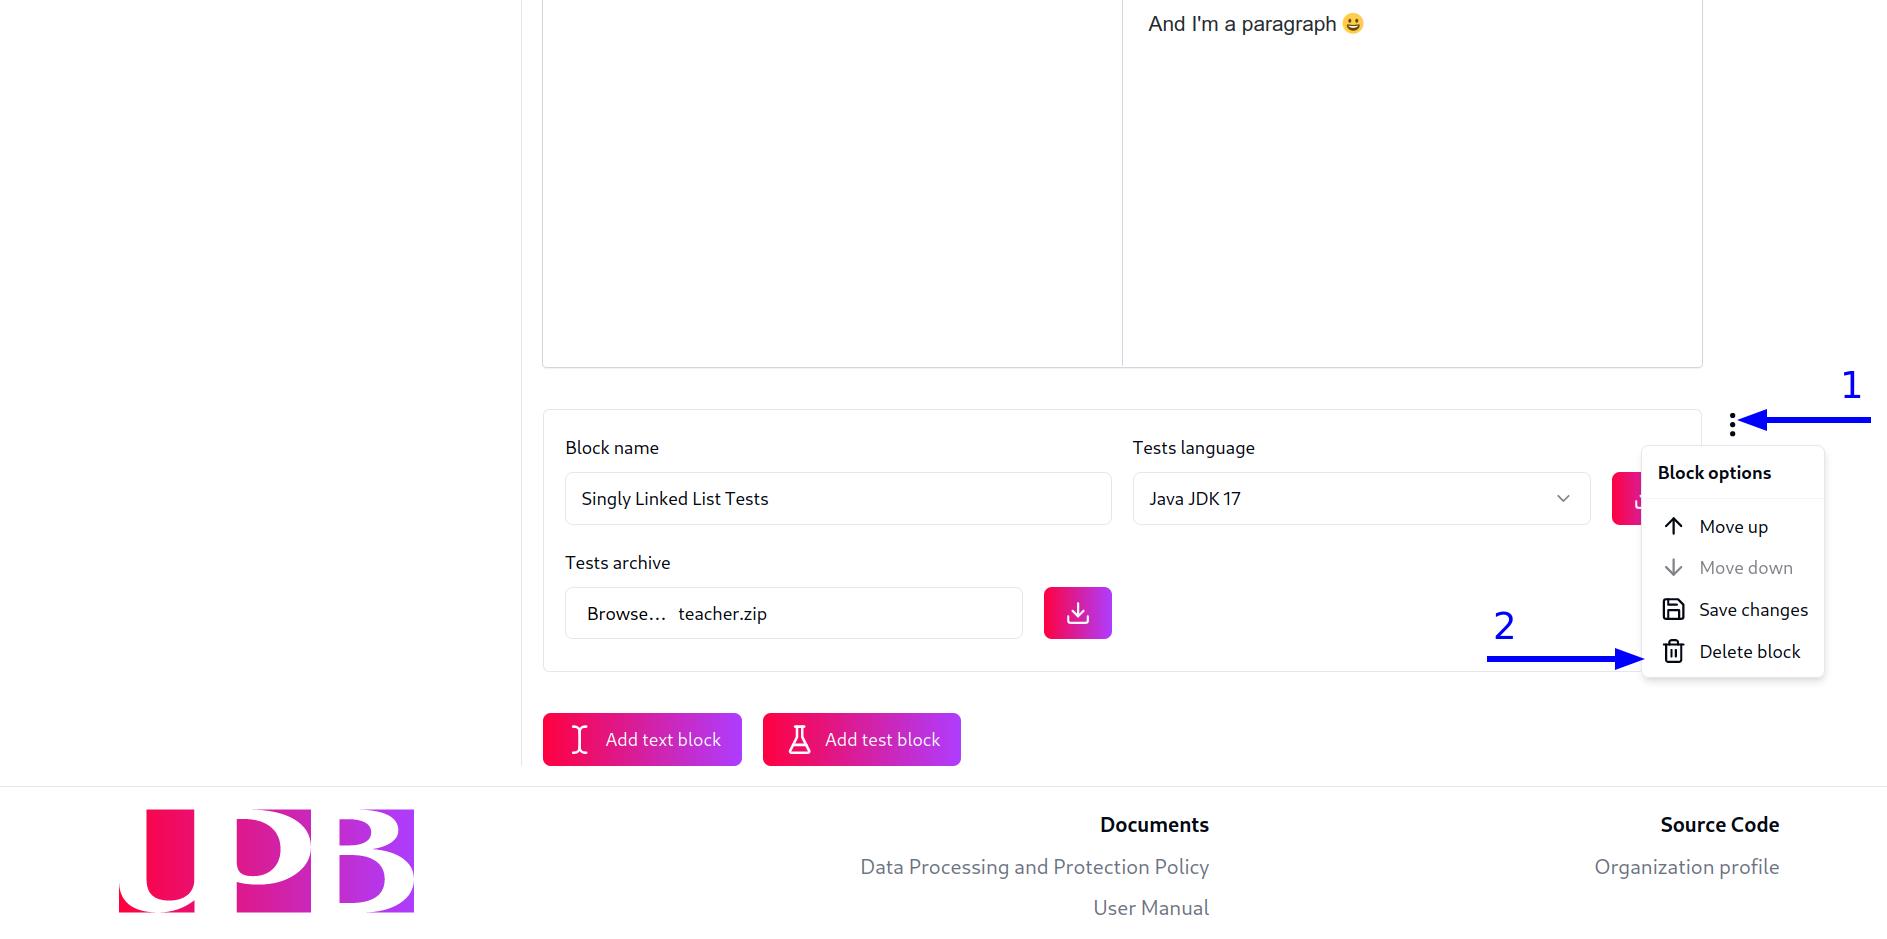 And I'm a paragraph 😀
1
Block name
Tests language
Block options
Singly Linked List Tests
Java JDK 17
Move up
Tests archive
Move down
Browse... teacher.zip
Save changes
2
Delete block
Add text block
Add test block
UPB
Documents
Source Code
Data Processing and Protection Policy
Organization profile
User Manual